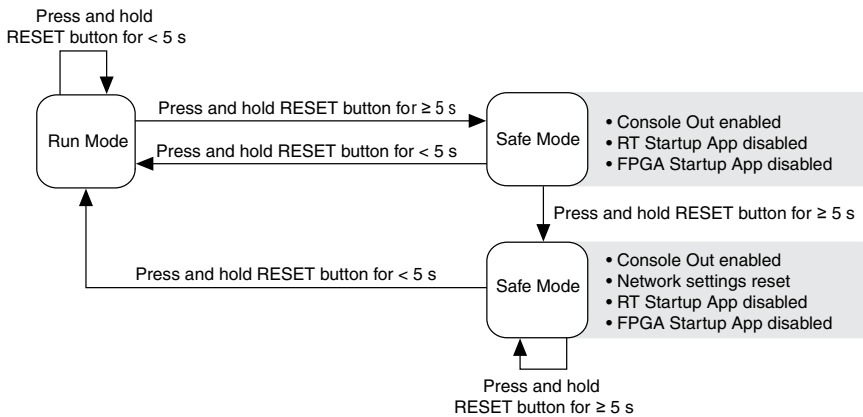 Press and hold
RESET button for < 5 s
Run Mode
Press and hold RESET button for ≥ 5 s
Press and hold RESET button for < 5 s
Safe Mode
• Console Out enabled
• RT Startup App disabled
• FPGA Startup App disabled
Press and hold RESET button for ≥ 5 s
Press and hold RESET button for < 5 s
Safe Mode
• Console Out enabled
• Network settings reset
• RT Startup App disabled
• FPGA Startup App disabled
Press and hold
RESET button for ≥ 5 s